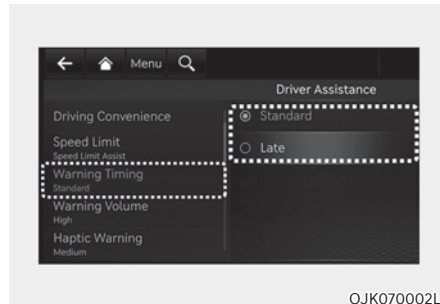 Menu
Driver Assistance
Driving Convenience
Speed Limit
Speed Limit Assist
Warning Timing
Standard
Warning Volume
High
Haptic Warning
Medium
Standard
Late
OJK070002L